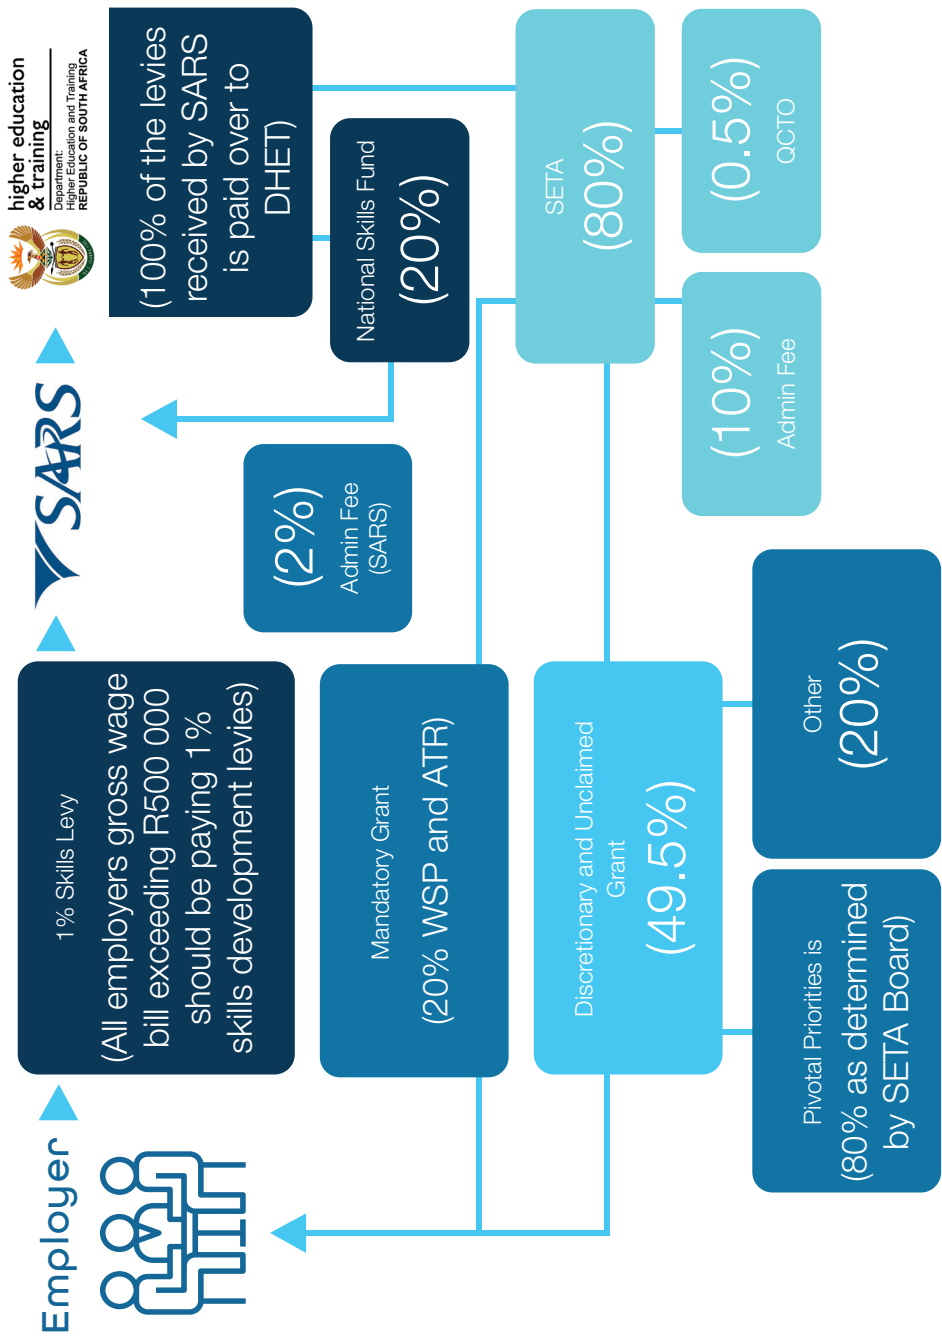 Employer
1% Skills Levy
(All employers gross wage
bill exceeding R500 000
should be paying 1%
skills development levies)
SARS
higher education
& training
Department:
Higher Education and Training
REPUBLIC OF SOUTH AFRICA
(100% of the levies
received by SARS
is paid over to
DHET)
(2%)
Admin Fee
(SARS)
National Skills Fund
(20%)
Mandatory Grant
(20% WSP and ATR)
SETA
(80%)
Discretionary and Unclaimed
Grant
(49.5%)
(10%)
Admin Fee
(0.5%)
QCTO
Pivotal Priorities is
(80% as determined
by SETA Board)
Other
(20%)